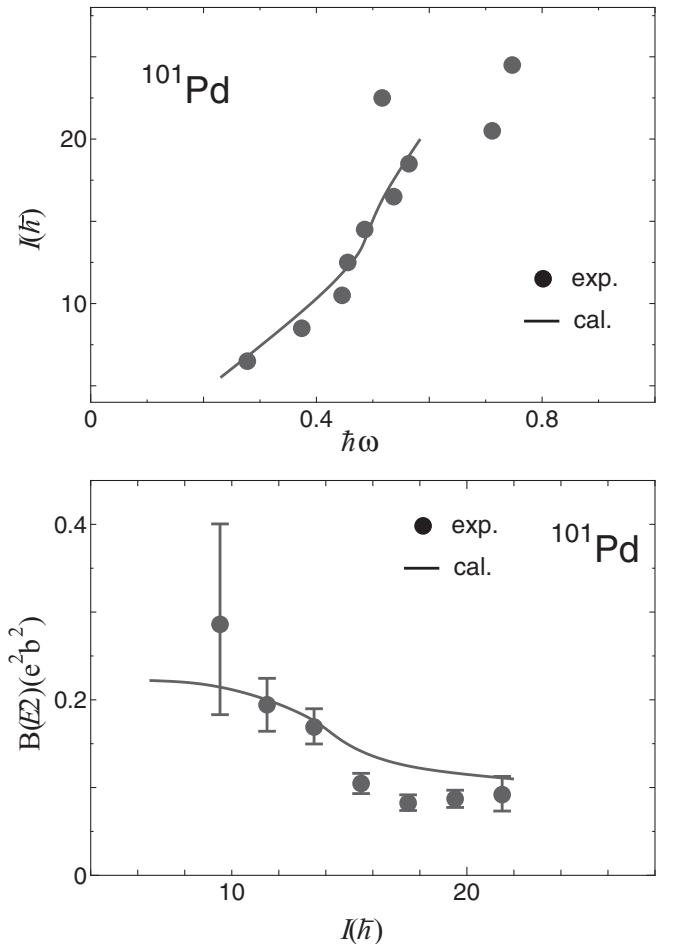 ¹⁰¹Pd
20
I(ħ)
exp.
10
cal.
0
0.4
0.8
ħω
0.4
exp.
¹⁰¹Pd
cal.
B(E2)(e²b²)
0.2
0
10
20
I(ħ)